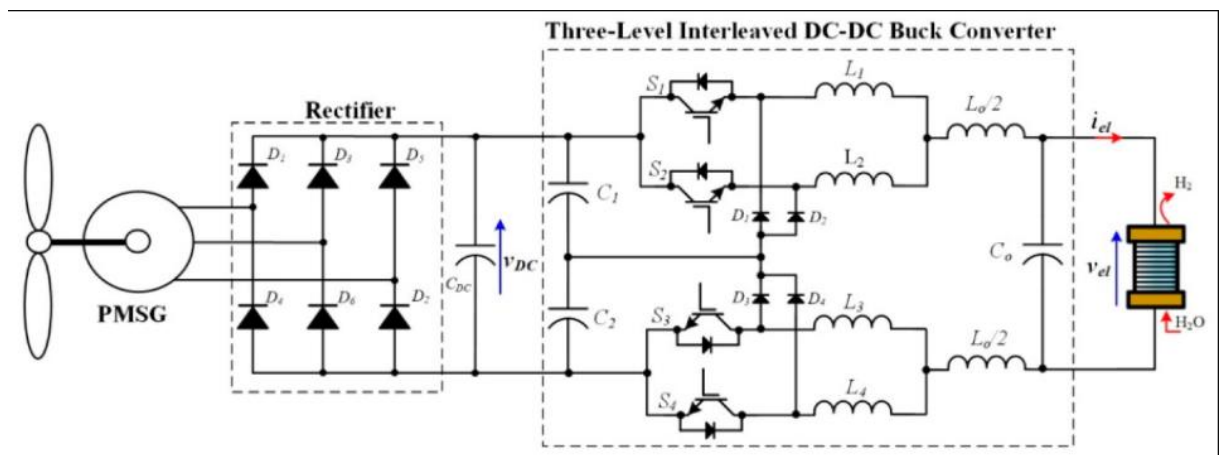 Three-Level Interleaved DC-DC Buck Converter
Rectifier
S1
L1
Lo/2
iel
D1
D3
D5
S2
L2
H2
C1
D1
D2
vDC
CDC
Co
vel
PMSG
D4
D6
D2
C2
S3
D3
D4
L3
Lo/2
H2O
S4
L4